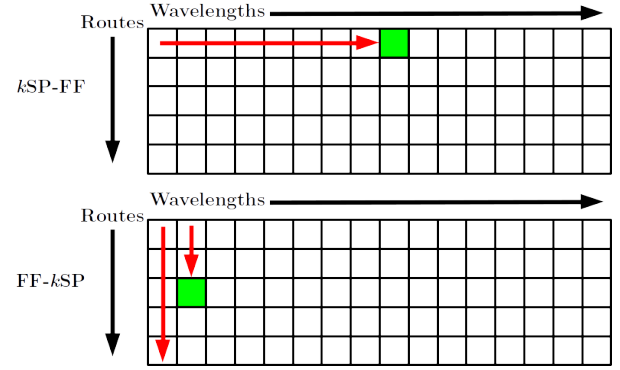 Wavelengths
Routes
kSP-FF
Wavelengths
Routes
FF-kSP